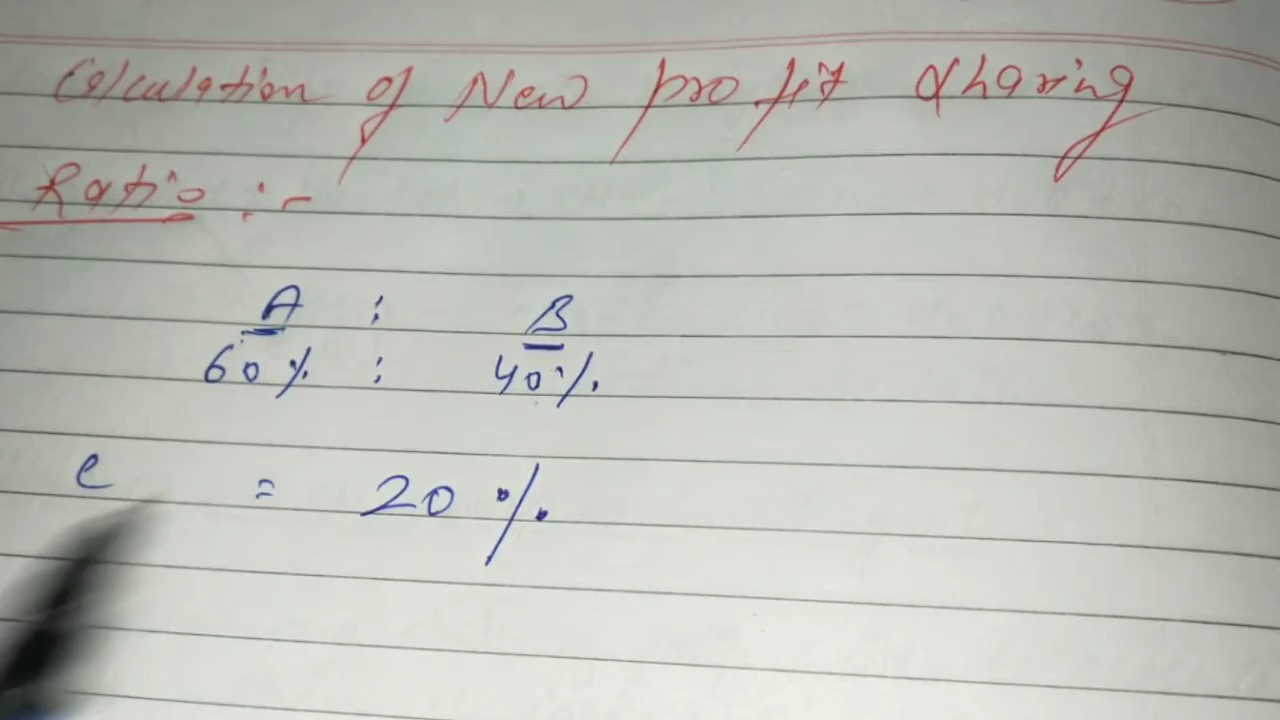 Calculation of New profit sharing
Ratio :-
A : B
60% : 40%.
C = 20%